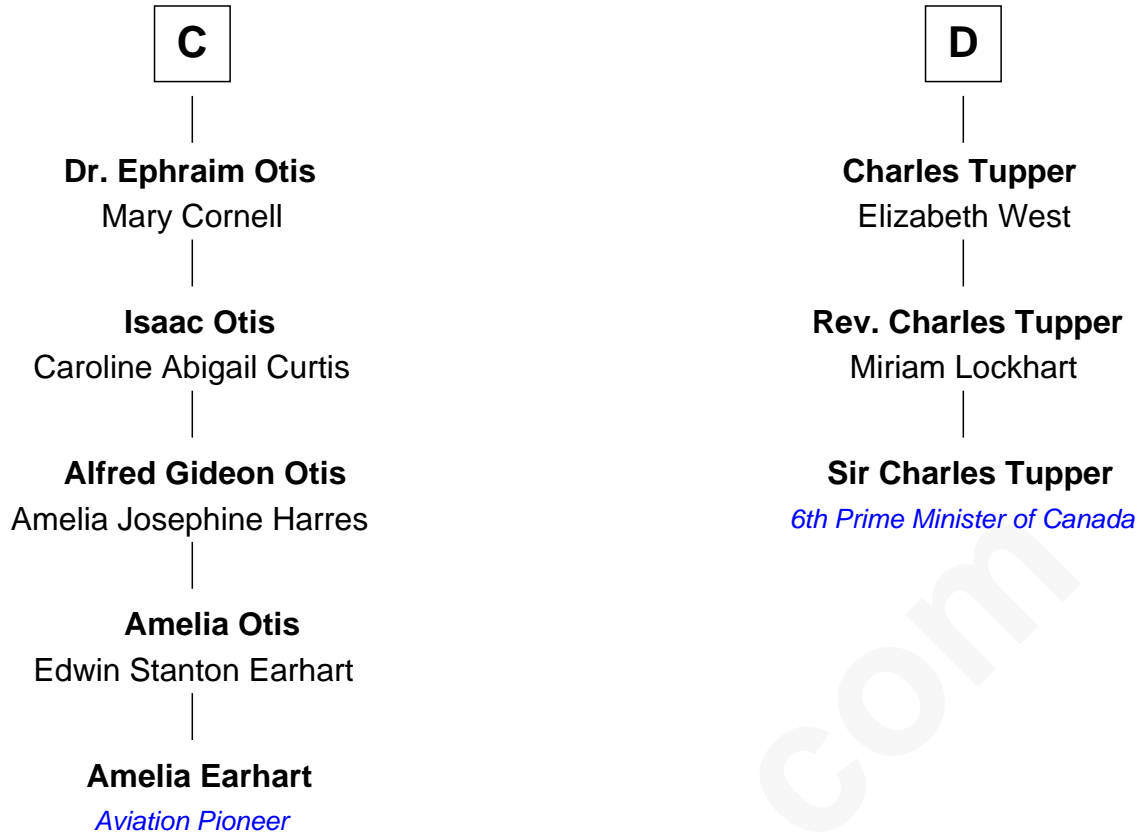 C
Dr. Ephraim Otis
Mary Cornell
Isaac Otis
Caroline Abigail Curtis
Alfred Gideon Otis
Amelia Josephine Harres
Amelia Otis
Edwin Stanton Earhart
Amelia Earhart
Aviation Pioneer
D
Charles Tupper
Elizabeth West
Rev. Charles Tupper
Miriam Lockhart
Sir Charles Tupper
6th Prime Minister of Canada
com